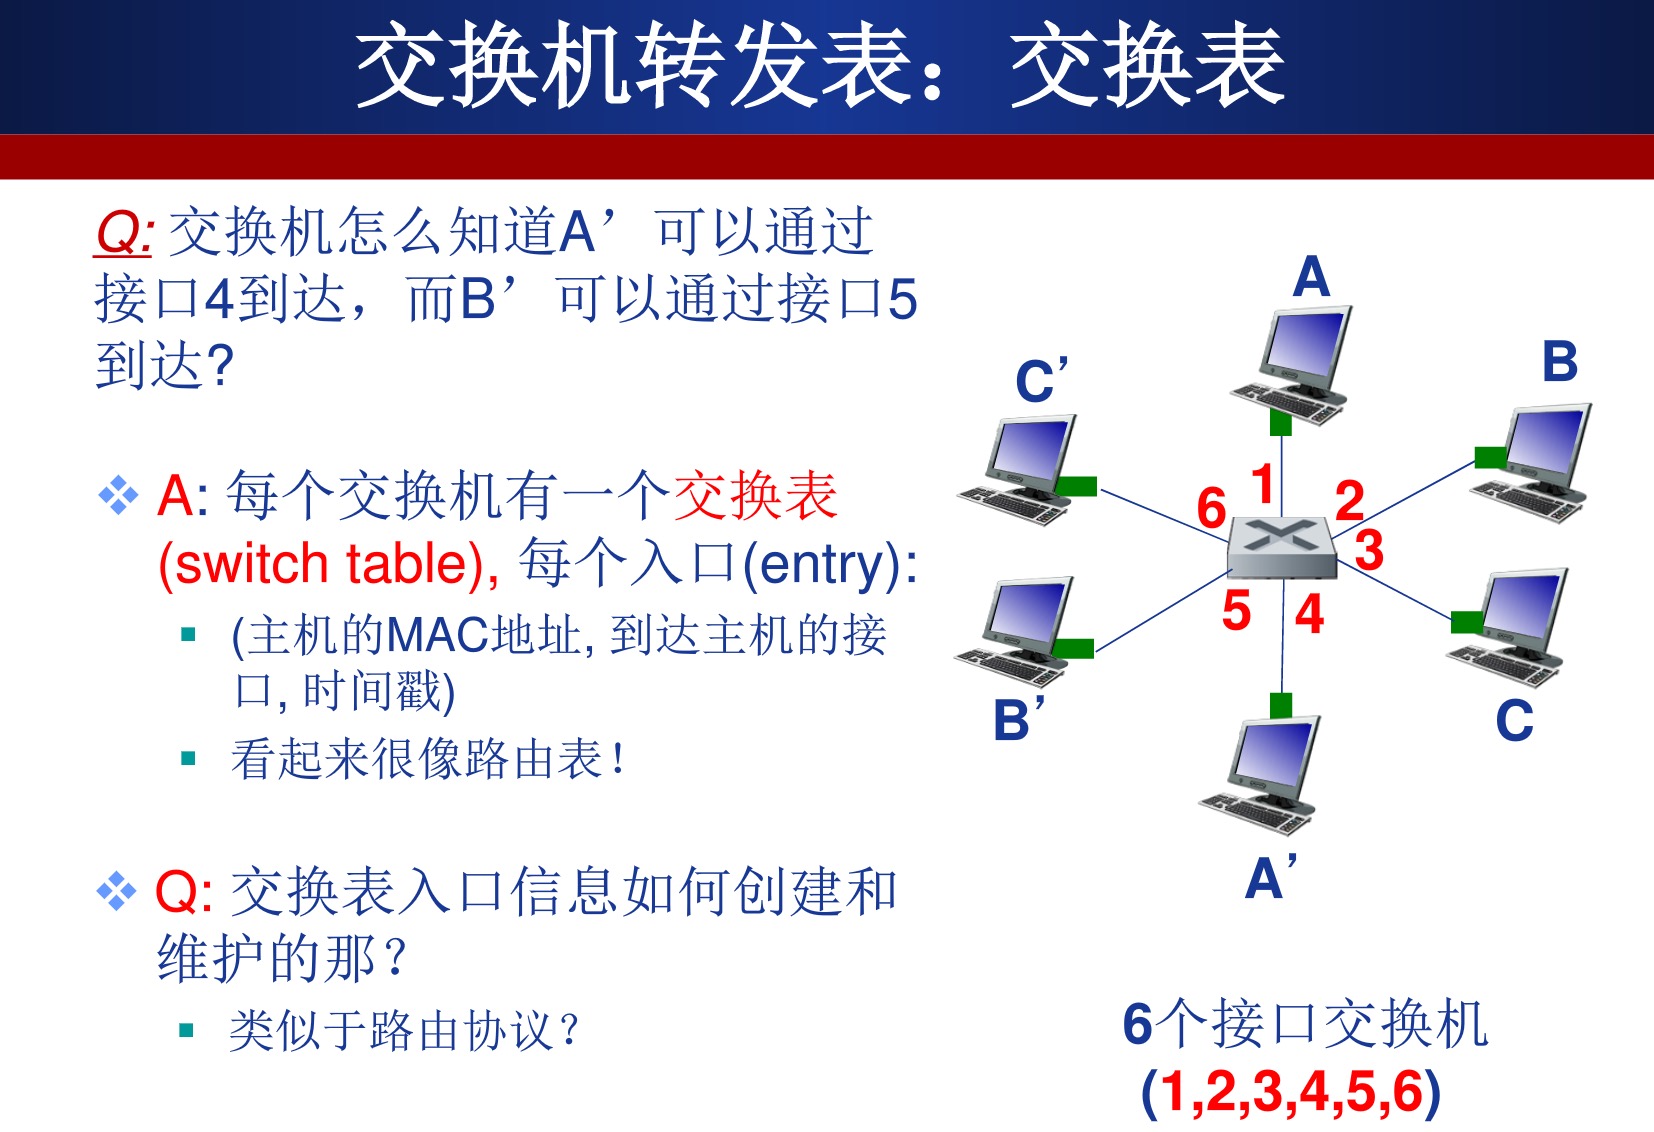 交换机转发表：交换表
Q: 交换机怎么知道A’可以通过
接口4到达，而B’可以通过接口5
到达?
A: 每个交换机有一个交换表
(switch table), 每个入口(entry):
(主机的MAC地址, 到达主机的接
口, 时间戳)
看起来很像路由表！
Q: 交换表入口信息如何创建和
维护的那？
类似于路由协议？
A
B
C’
1
6
2
3
5
4
B’
C
A’
6个接口交换机
(1,2,3,4,5,6)